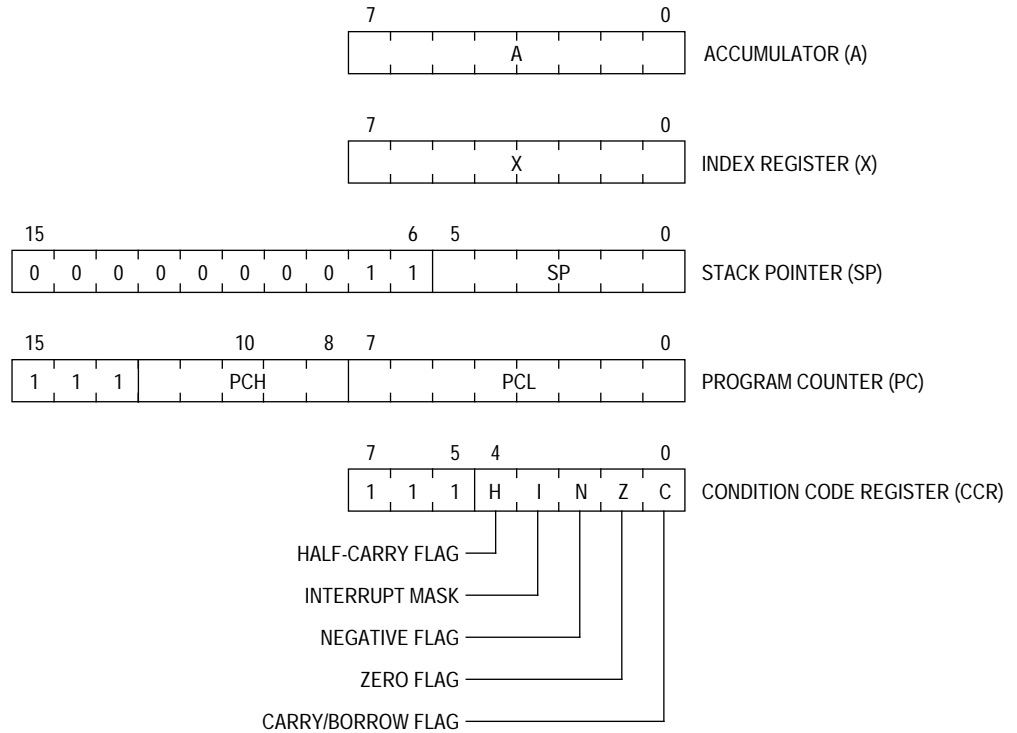 7 0
A ACCUMULATOR (A)
7 0
X INDEX REGISTER (X)
15 6 5 0
0 0 0 0 0 0 0 0 1 1 SP STACK POINTER (SP)
15 10 8 7 0
1 1 1 PCH PCL PROGRAM COUNTER (PC)
7 5 4 0
1 1 1 H I N Z C CONDITION CODE REGISTER (CCR)
HALF-CARRY FLAG
INTERRUPT MASK
NEGATIVE FLAG
ZERO FLAG
CARRY/BORROW FLAG